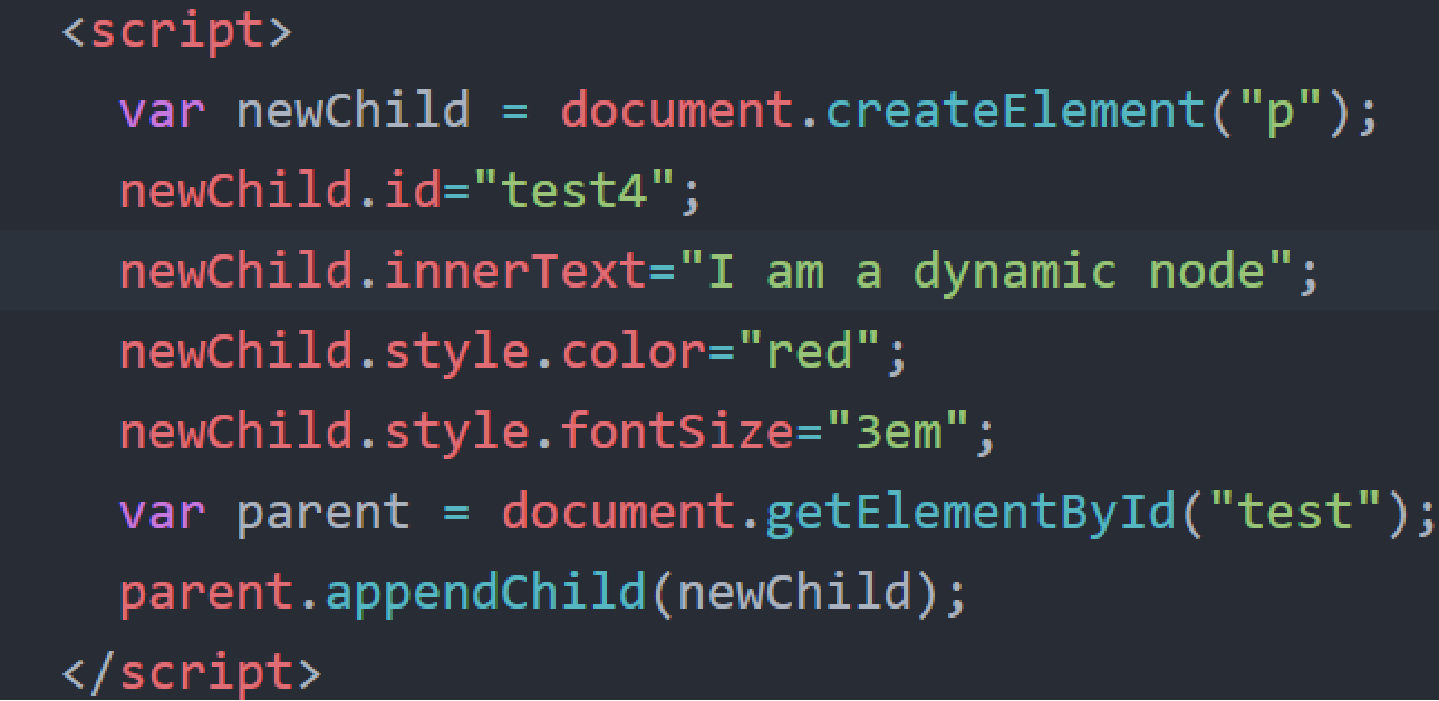 <script>
var newChild = document.createElement("p");
newChild.id="test4";
newChild.innerText="I am a dynamic node";
newChild.style.color="red";
newChild.style.fontSize="3em";
var parent = document.getElementById("test");
parent.appendChild(newChild);
</script>